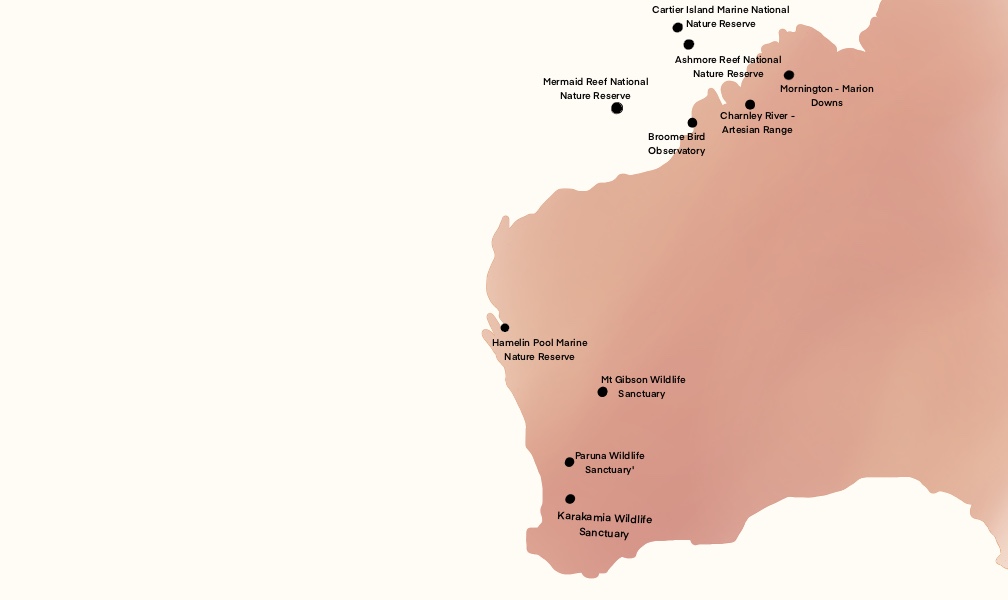 Cartier Island Marine National
Nature Reserve
Ashmore Reef National
Nature Reserve
Mermaid Reef National
Nature Reserve
Mornington - Marion
Downs
Charnley River -
Artesian Range
Broome Bird
Observatory
Hamelin Pool Marine
Nature Reserve
Mt Gibson Wildlife
Sanctuary
Paruna Wildlife
Sanctuary'
Karakamia Wildlife
Sanctuary